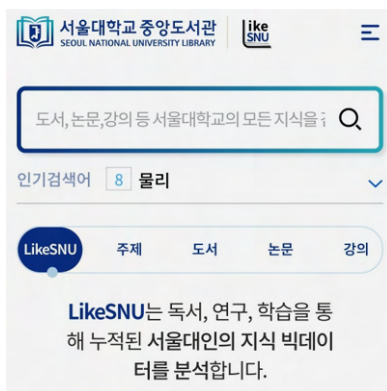 서울대학교 중앙도서관
SEOUL NATIONAL UNIVERSITY LIBRARY
like
SNU
도서, 논문,강의 등 서울대학교의 모든 지식을
인기검색어 8 물리
LikeSNU 주제 도서 논문 강의
LikeSNU는 독서, 연구, 학습을 통
해 누적된 서울대인의 지식 빅데이
터를 분석합니다.